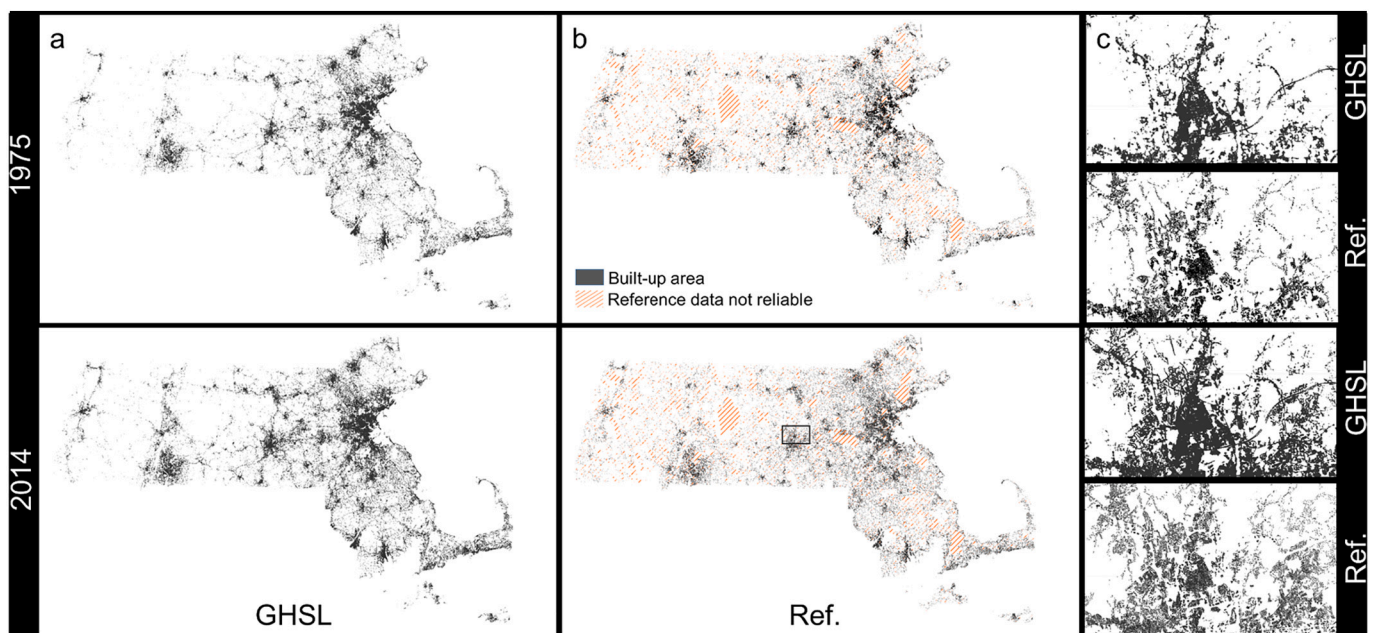 a
b
c
1975
Built-up area
Reference data not reliable
GHSL
Ref.
2014
GHSL
Ref.
GHSL
Ref.